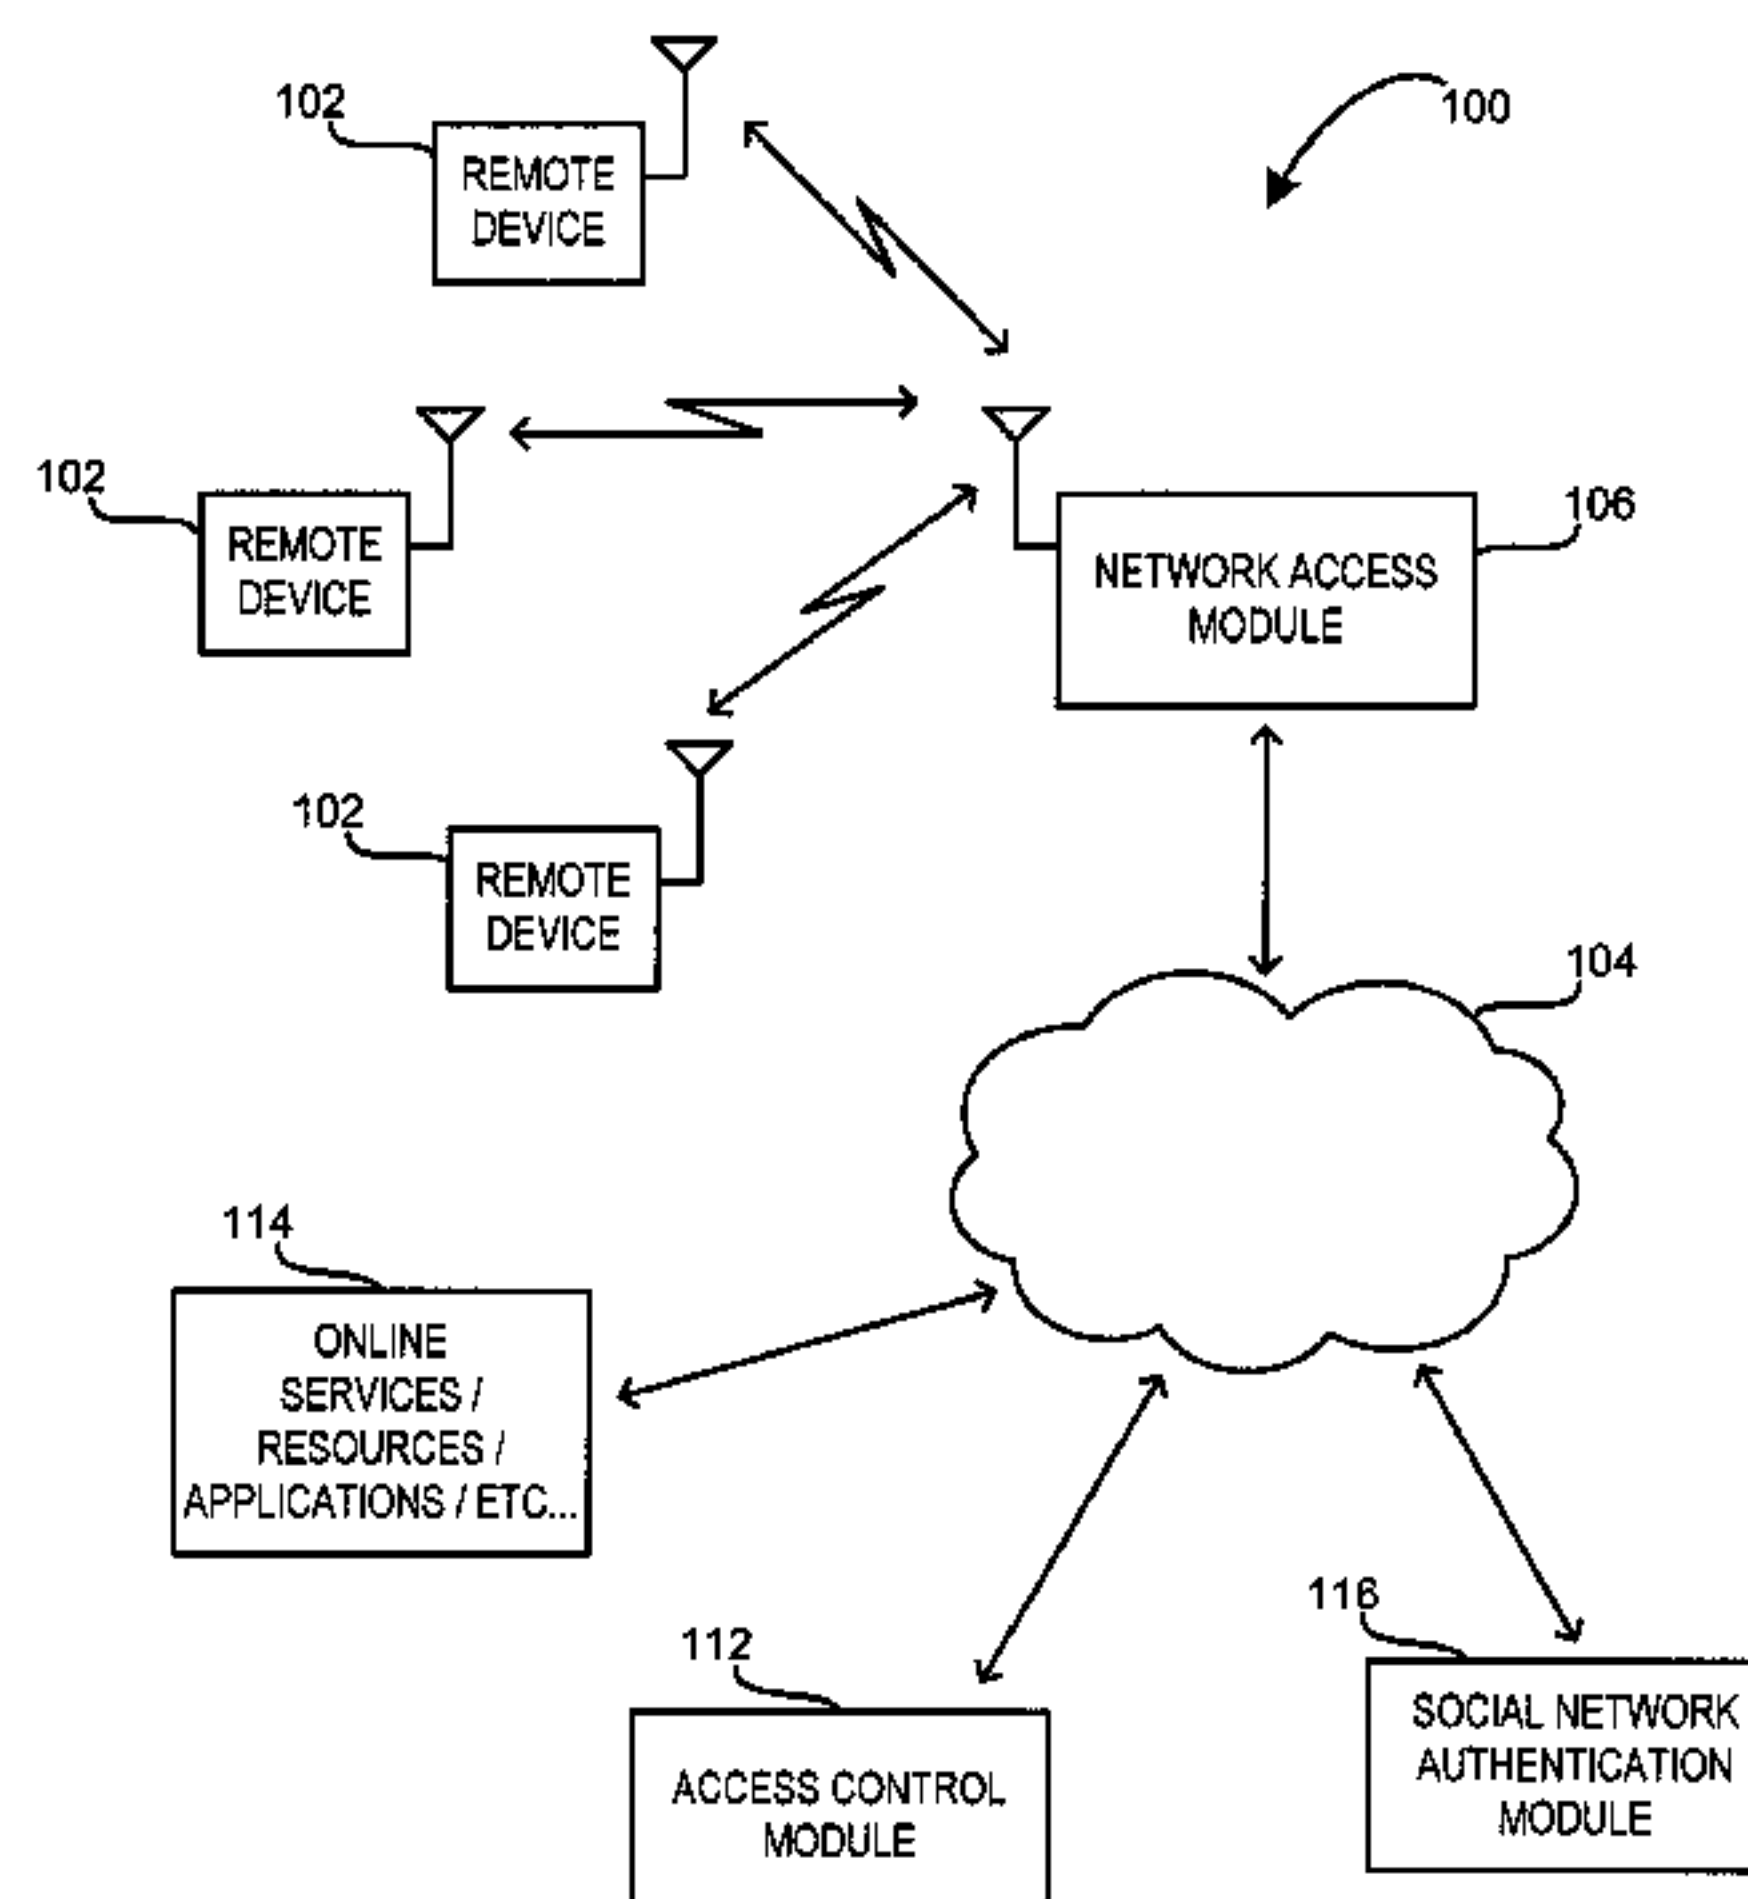 102
100
REMOTE
DEVICE
102
REMOTE
DEVICE
106
NETWORK ACCESS
MODULE
102
REMOTE
DEVICE
104
114
ONLINE
SERVICES /
RESOURCES /
APPLICATIONS / ETC...
112
ACCESS CONTROL
MODULE
116
SOCIAL NETWORK
AUTHENTICATION
MODULE